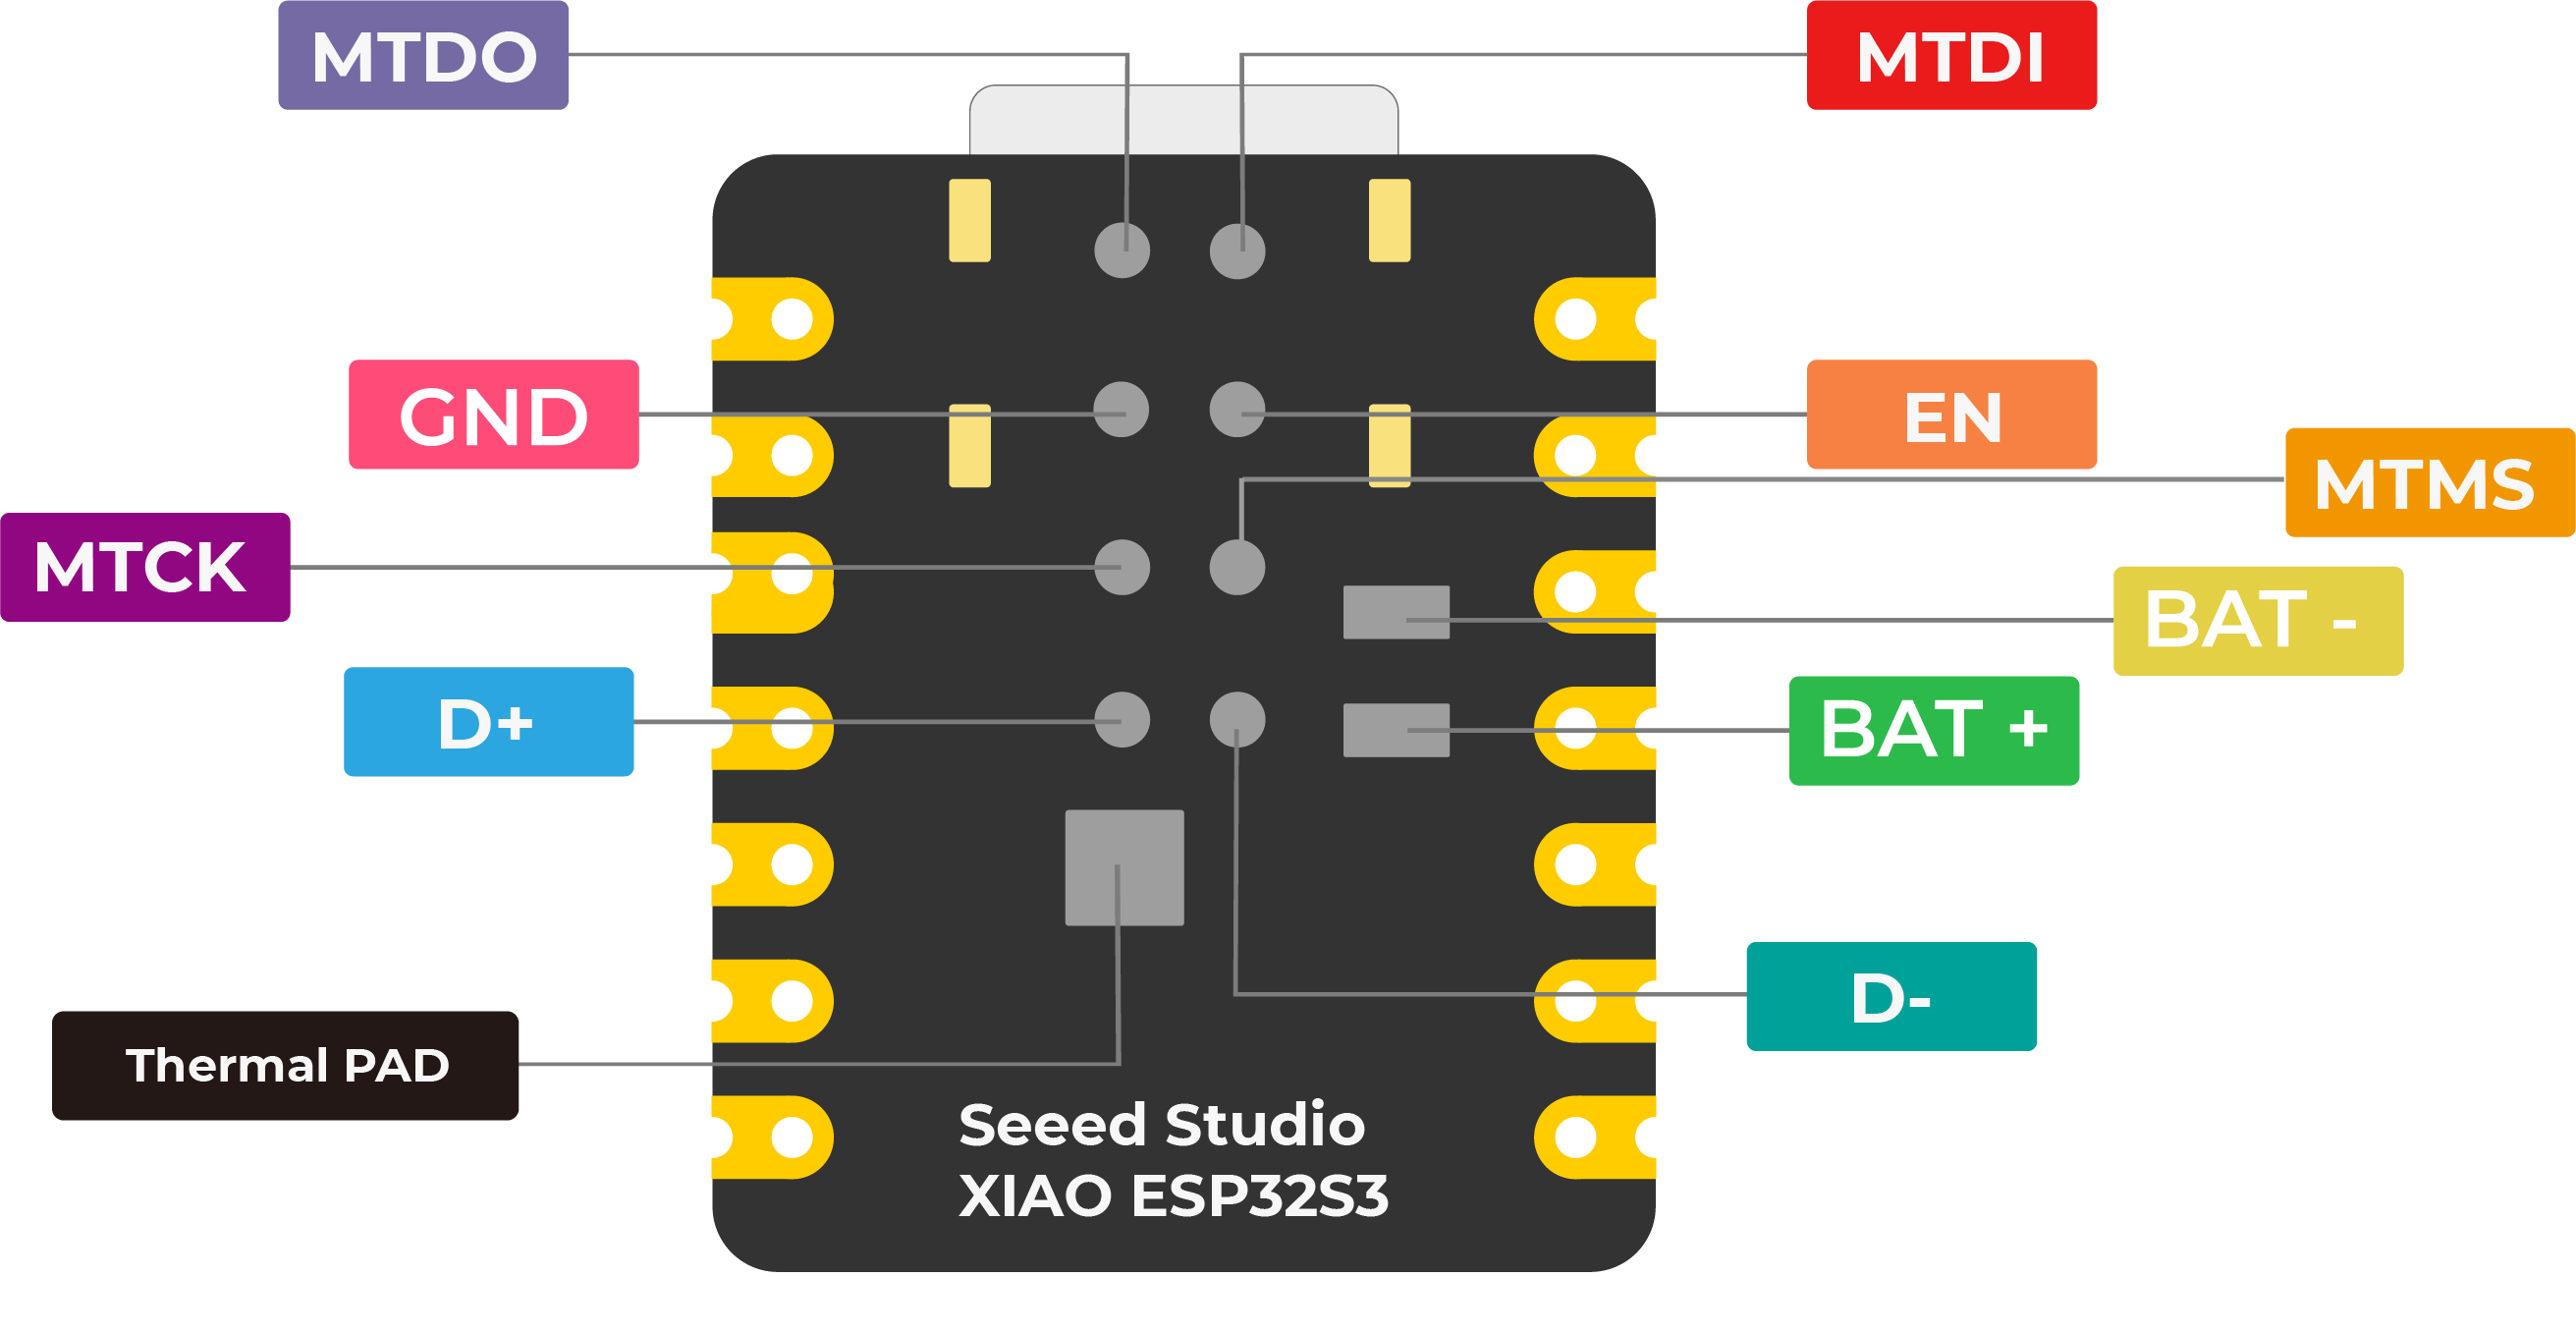 MTDO
MTDI
GND
EN
MTMS
MTCK
BAT -
D+
BAT +
D-
Thermal PAD
Seeed Studio
XIAO ESP32S3